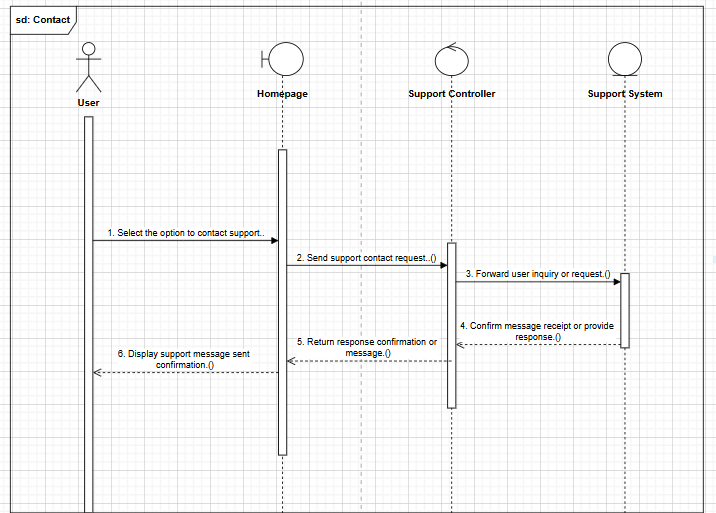 sd: Contact
User
Homepage
Support Controller
Support System
1. Select the option to contact support..
2. Send support contact request..()
3. Forward user inquiry or request.()
4. Confirm message receipt or provide
response.()
5. Return response confirmation or
message.()
6. Display support message sent
confirmation.()